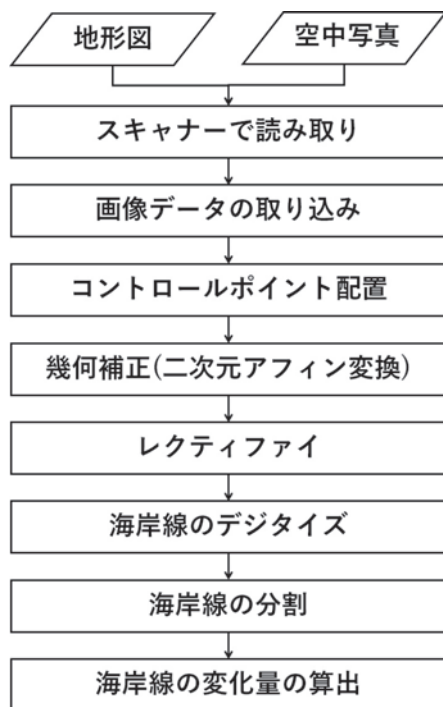 地形図
空中写真
スキャナーで読み取り
画像データの取り込み
コントロールポイント配置
幾何補正(二次元アフィン変換)
レクティファイ
海岸線のデジタイズ
海岸線の分割
海岸線の変化量の算出